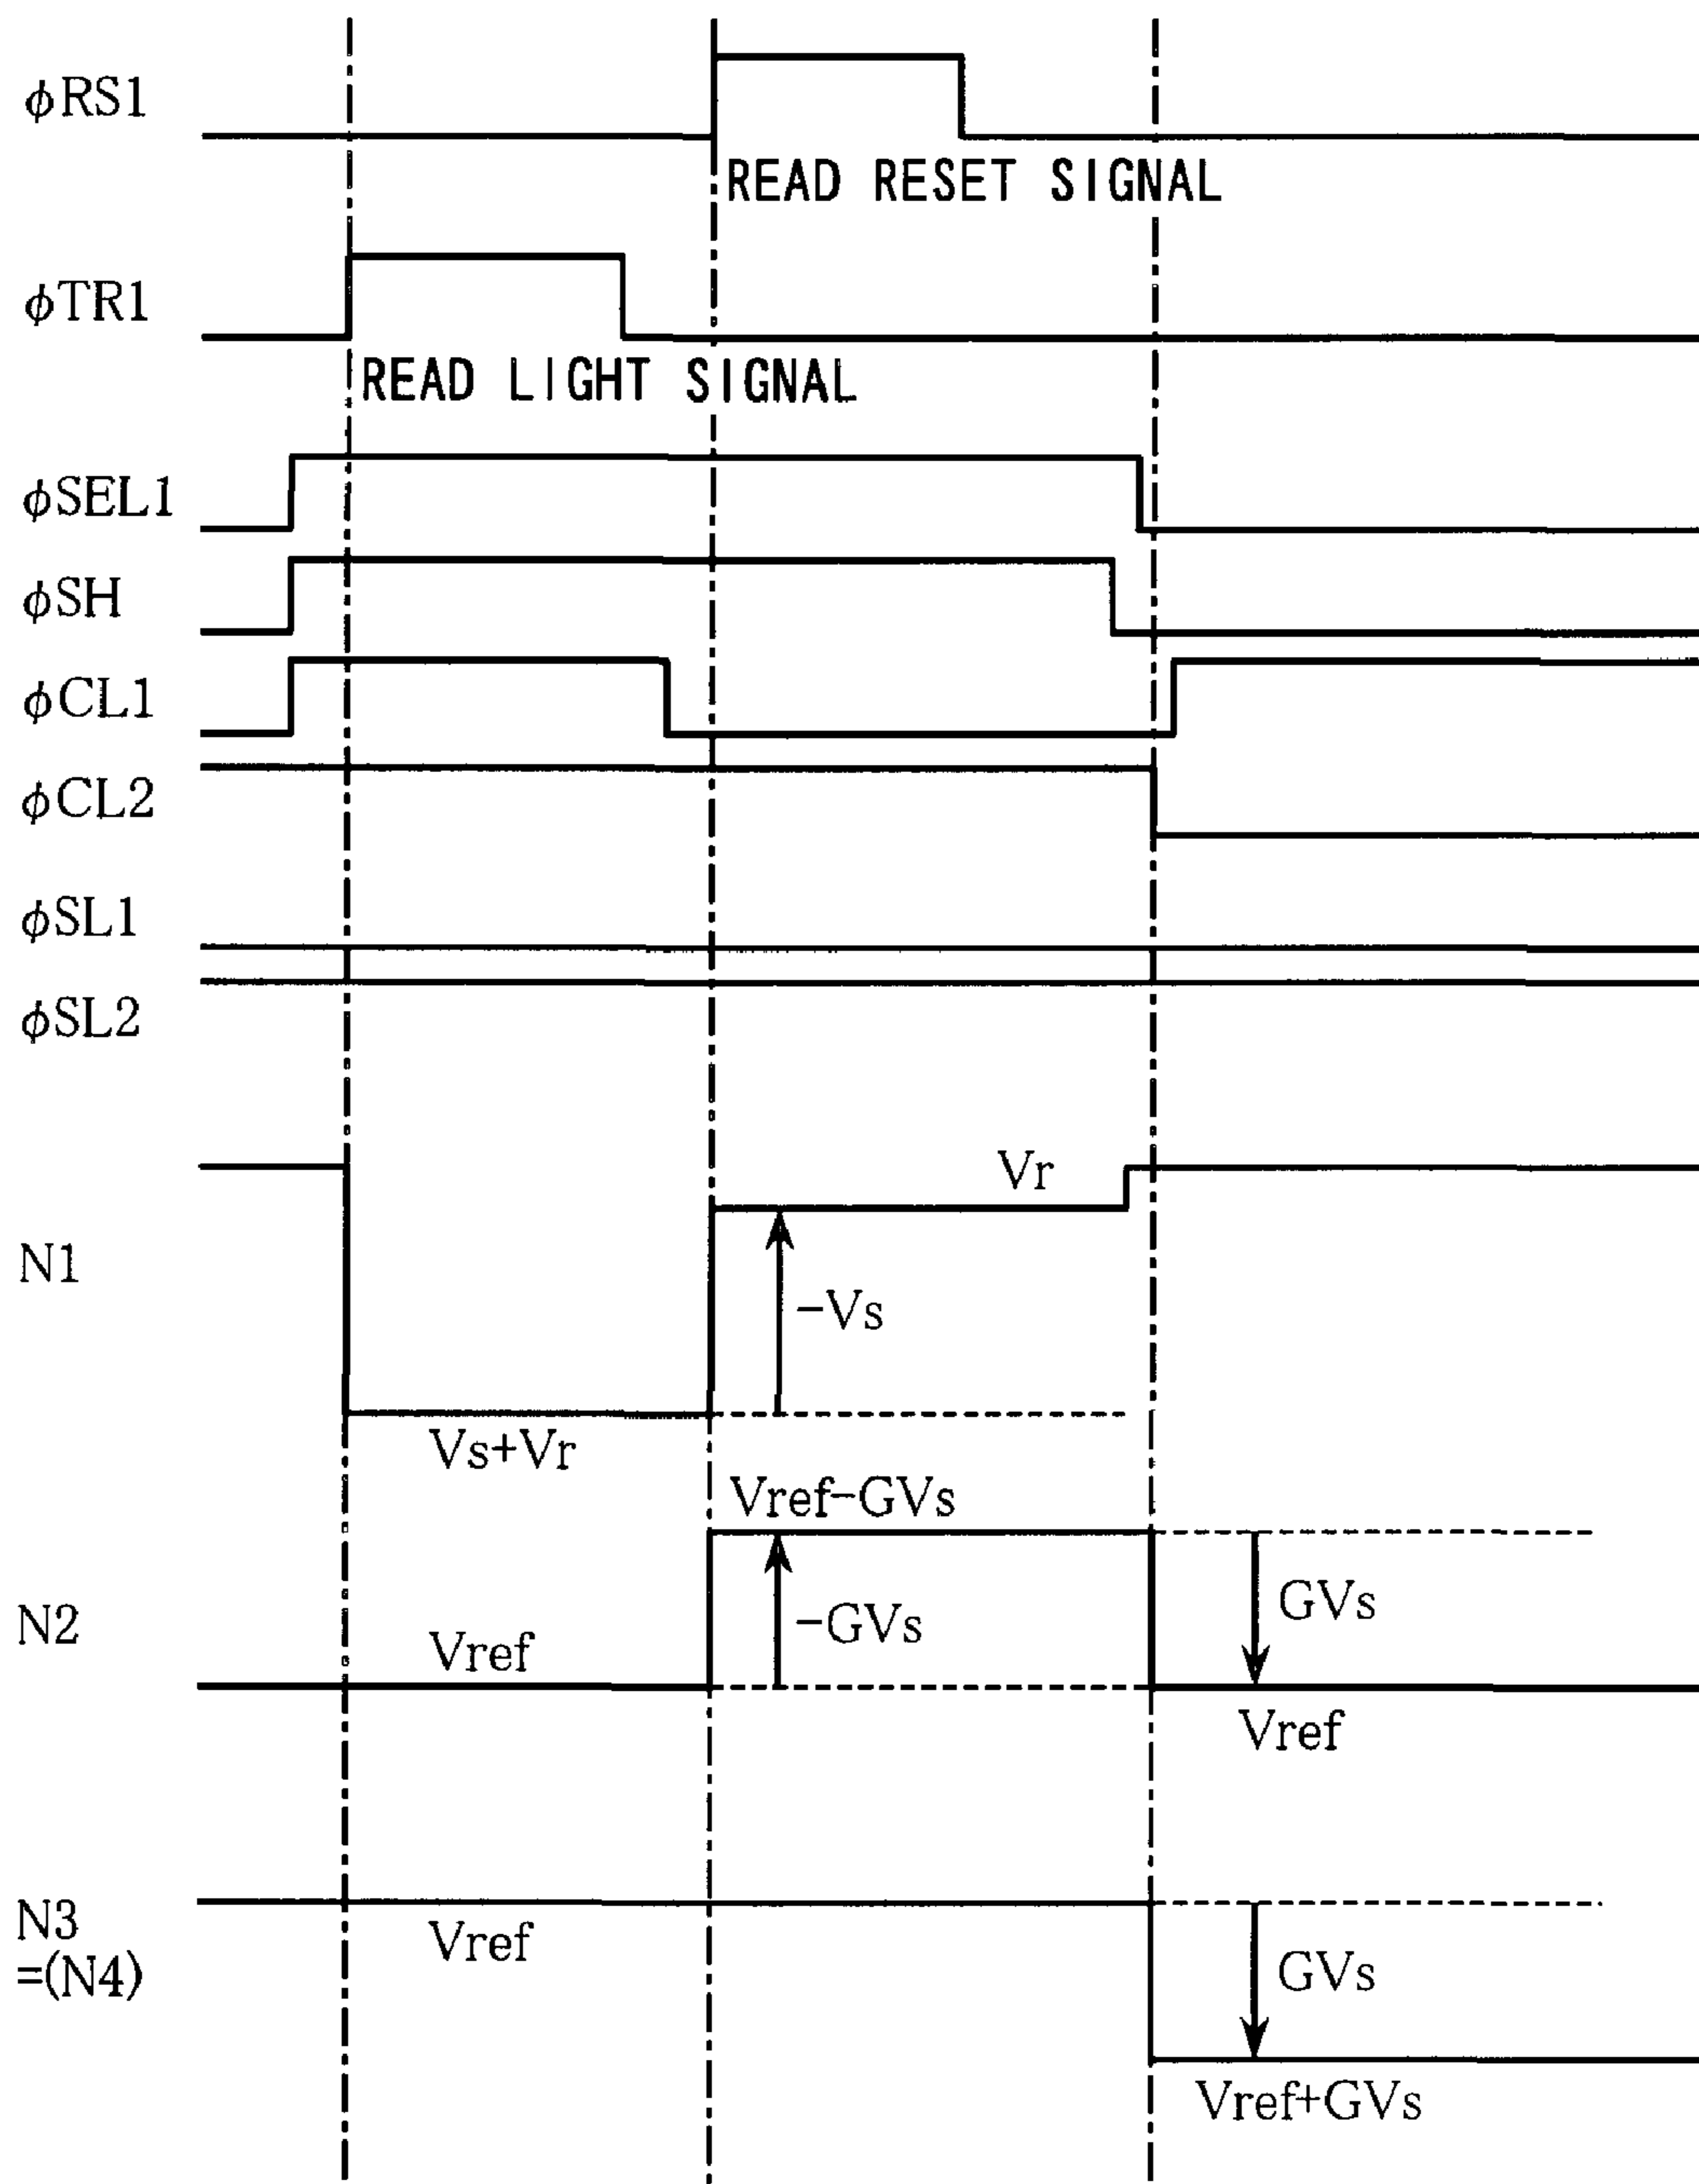 φRS1
READ RESET SIGNAL
φTR1
READ LIGHT SIGNAL
φSEL1
φSH
φCL1
φCL2
φSL1
φSL2
Vr
N1
-Vs
Vs+Vr
Vref-GVs
N2
Vref
-GVs
GVs
Vref
N3
=(N4)
Vref
GVs
Vref+GVs